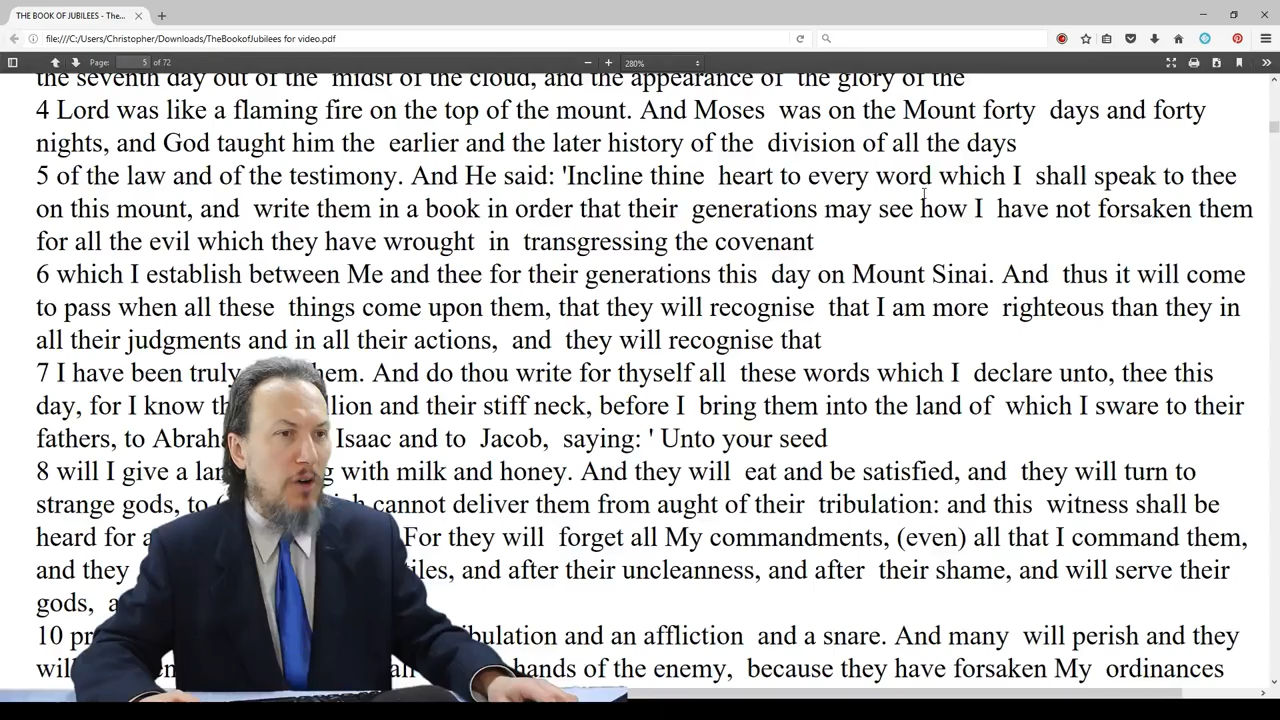 THE BOOK OF JUBILEES - The...
file:///C:/Users/Christopher/Downloads/TheBookofJubilees for video.pdf
Page: 5 of 72 280%
the seventh day out of the midst of the cloud, and the appearance of the glory of the
4 Lord was like a flaming fire on the top of the mount. And Moses was on the Mount forty days and forty
nights, and God taught him the earlier and the later history of the division of all the days
5 of the law and of the testimony. And He said: 'Incline thine heart to every word which I shall speak to thee
on this mount, and write them in a book in order that their generations may see how I have not forsaken them
for all the evil which they have wrought in transgressing the covenant
6 which I establish between Me and thee for their generations this day on Mount Sinai. And thus it will come
to pass when all these things come upon them, that they will recognise that I am more righteous than they in
all their judgments and in all their actions, and they will recognise that
7 I have been truly hem. And do thou write for thyself all these words which I declare unto, thee this
day, for I know th lion and their stiff neck, before I bring them into the land of which I sware to their
fathers, to Abrah Isaac and to Jacob, saying: ' Unto your seed
8 will I give a lan g with milk and honey. And they will eat and be satisfied, and they will turn to
strange gods, to ch cannot deliver them from aught of their tribulation: and this witness shall be
heard for a For they will forget all My commandments, (even) all that I command them,
and they iles, and after their uncleanness, and after their shame, and will serve their
gods, a
10 pr ibulation and an affliction and a snare. And many will perish and they
will hands of the enemy, because they have forsaken My ordinances